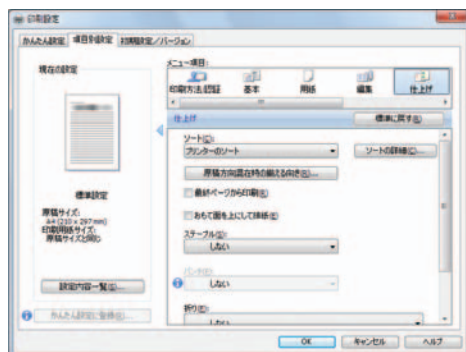 印刷設定
かんたん設定 項目別設定 初期設定／バージョン
現在の設定
標準設定
原稿サイズ:
A4 (210 x 297 mm)
印刷用紙サイズ:
原稿サイズと同じ
設定内容一覧(S)...
かんたん設定に登録(R)...
メニュー項目:
印刷方法/認証 基本 用紙 編集 仕上げ
仕上げ 標準に戻す(R)
ソート(C):
プリンターのソート ソートの詳細(C)...
原稿方向混在時の揃える向き(G)...
最終ページから印刷(R)
おもて面を上にして排紙(E)
ステープル(S):
しない
パンチ(E):
しない
折り(O):
しない
OK キャンセル ヘルプ